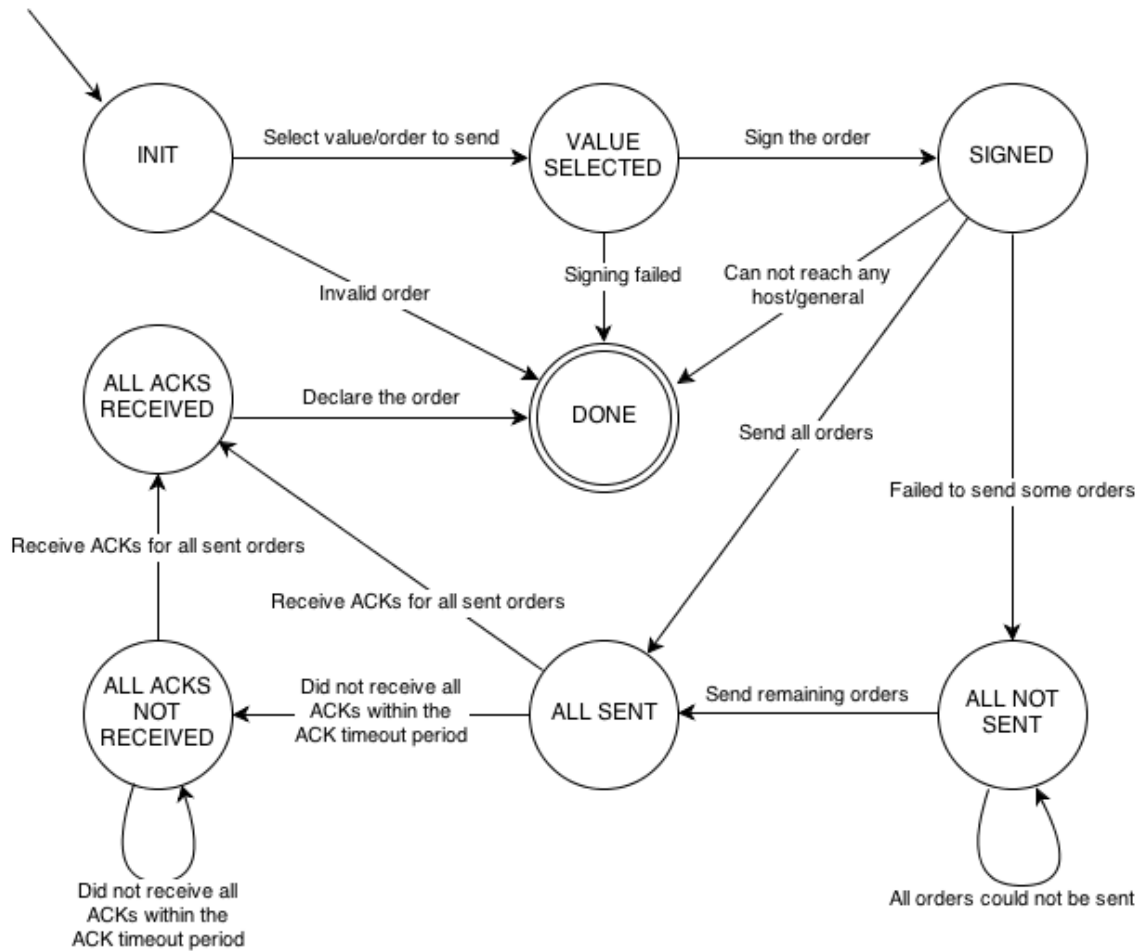 INIT
Select value/order to send
VALUE
SELECTED
Sign the order
SIGNED
Invalid order
Signing failed
Can not reach any
host/general
ALL ACKS
RECEIVED
Declare the order
DONE
Send all orders
Failed to send some orders
Receive ACKs for all sent orders
Receive ACKs for all sent orders
ALL ACKS
NOT
RECEIVED
Did not receive all
ACKs within the
ACK timeout period
ALL SENT
Send remaining orders
ALL NOT
SENT
Did not receive all
ACKs within the
ACK timeout period
All orders could not be sent